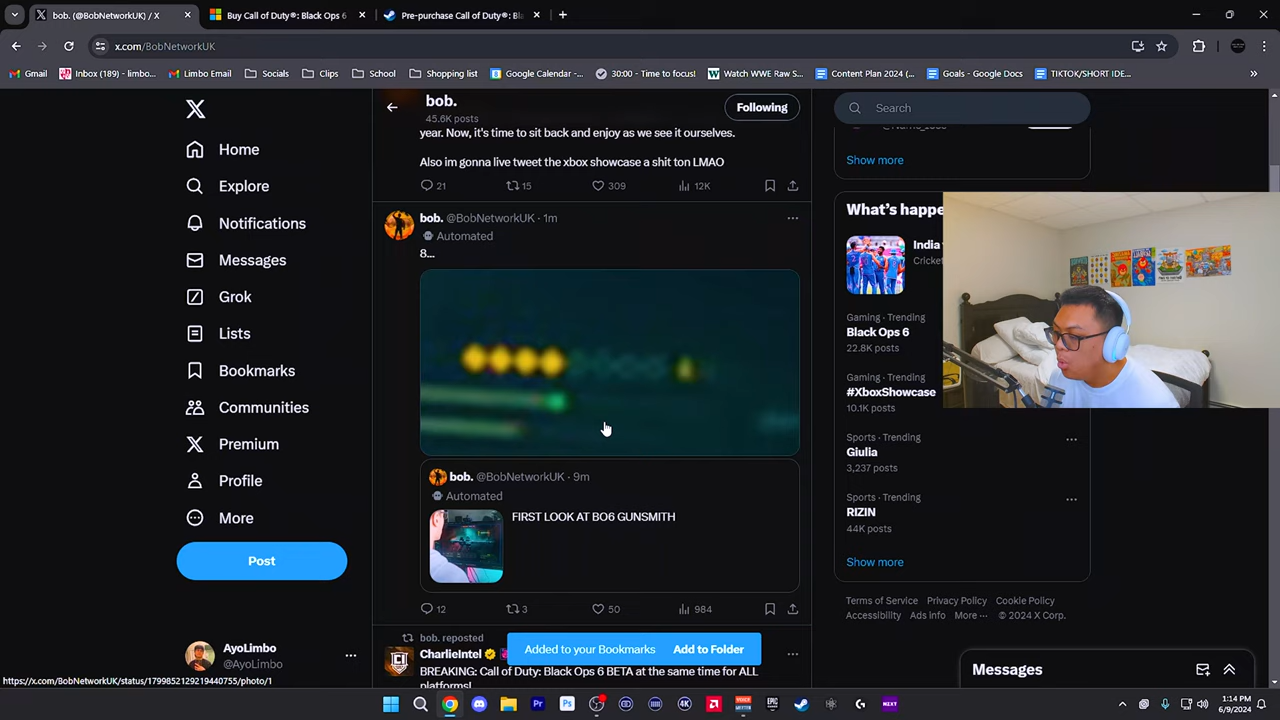 bob. (@BobNetworkUK) / X
Buy Call of Duty®: Black Ops 6
Pre-purchase Call of Duty®: Bl
x.com/BobNetworkUK
Gmail
Inbox (189) - limbo...
Limbo Email
Socials
Clips
School
Shopping list
Google Calendar -...
30:00 - Time to focus!
Watch WWE Raw S...
Content Plan 2024 (...
Goals - Google Docs
TIKTOK/SHORT IDE...
Home
Explore
Notifications
Messages
Grok
Lists
Bookmarks
Communities
Premium
Profile
More
Post
AyoLimbo
@AyoLimbo
https://x.com/BobNetworkUK/status/1799852129219440755/photo/1
bob.
45.6K posts
Following
year. Now, it's time to sit back and enjoy as we see it ourselves.
Also im gonna live tweet the xbox showcase a shit ton LMAO
21 15 309 12K
bob. @BobNetworkUK · 1m
Automated
8...
bob. @BobNetworkUK · 9m
Automated
FIRST LOOK AT BO6 GUNSMITH
12 3 50 984
bob. reposted
CharlieIntel
BREAKING: Call of Duty: Black Ops 6 BETA at the same time for ALL
platforms!
Added to your Bookmarks Add to Folder
Search
Show more
What's happe
India
Cricke
Gaming · Trending
Black Ops 6
22.8K posts
Gaming · Trending
#XboxShowcase
10.1K posts
Sports · Trending
Giulia
3,237 posts
Sports · Trending
RIZIN
44K posts
Show more
Terms of Service Privacy Policy Cookie Policy
Accessibility Ads info More ··· © 2024 X Corp.
Messages
1:14 PM
6/9/2024